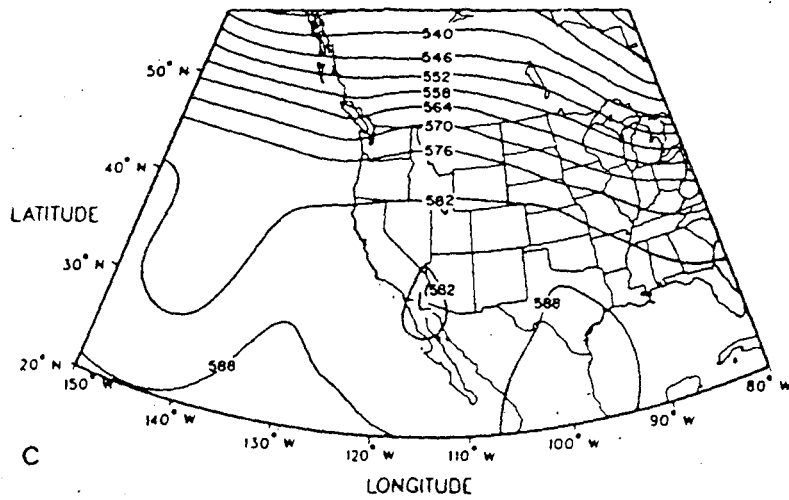 540
546
50° N
552
558
564
570
576
40° N
582
LATITUDE
30° N
582
588
588
20° N
150° W
80° W
140° W
90° W
130° W
120° W
110° W
100° W
C
LONGITUDE